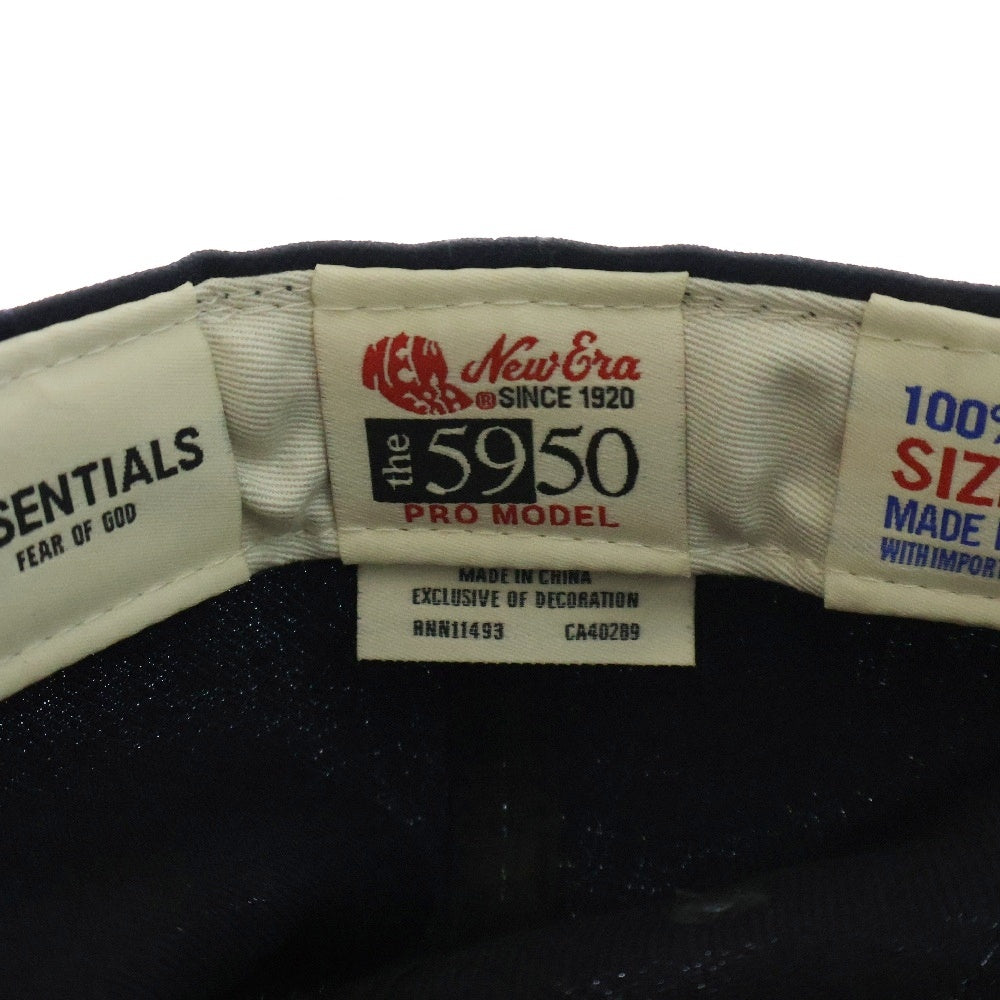 SENTIALS
FEAR OF GOD
NEW ERA
New Era
® SINCE 1920
the 5950
PRO MODEL
MADE IN CHINA
EXCLUSIVE OF DECORATION
RNN11493 CA40289
100%
SIZ
MADE
WITH IMPOR